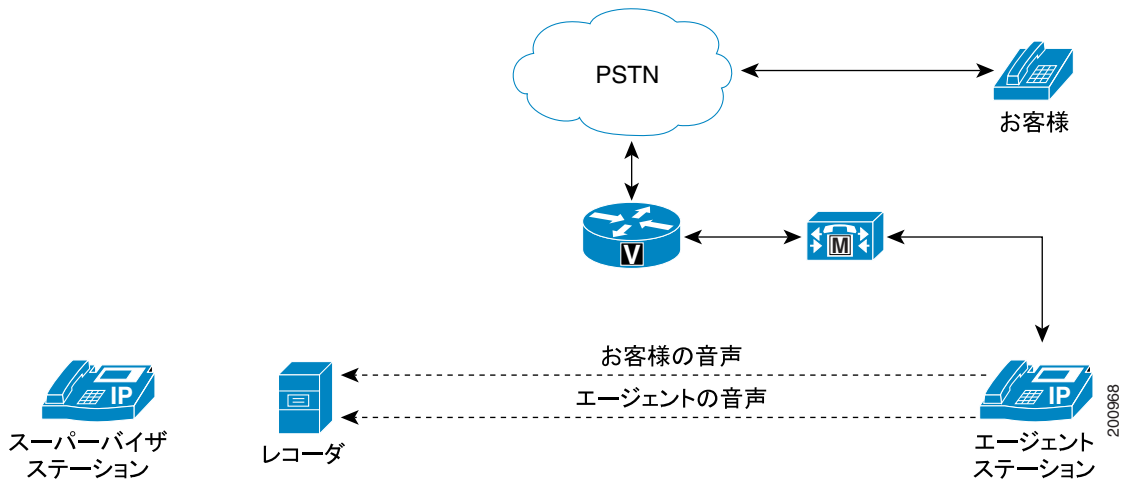 PSTN
お客様
V
M
お客様の音声
エージェントの音声
IP
IP
スーパーバイザ
ステーション
レコーダ
エージェント
ステーション
200968